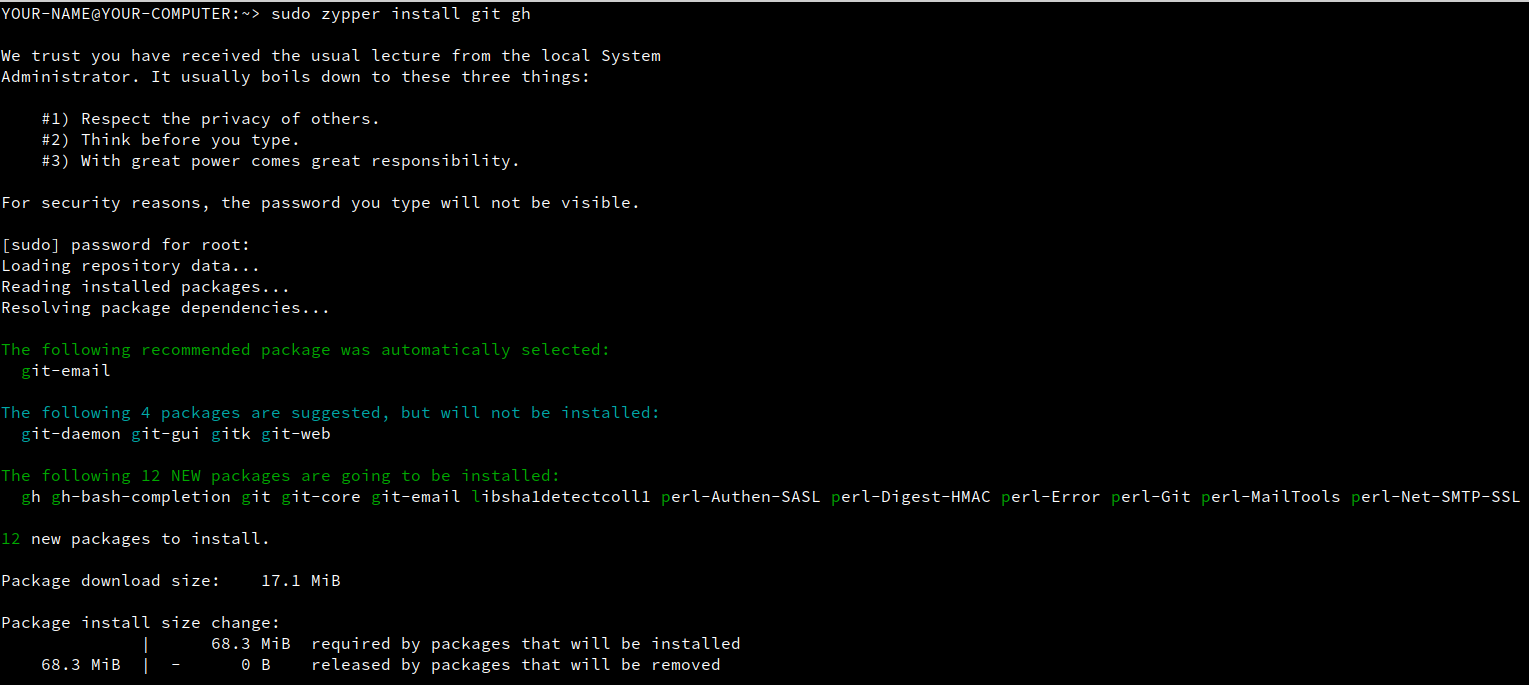 YOUR-NAME@YOUR-COMPUTER:~> sudo zypper install git gh
We trust you have received the usual lecture from the local System
Administrator. It usually boils down to these three things:
#1) Respect the privacy of others.
#2) Think before you type.
#3) With great power comes great responsibility.
For security reasons, the password you type will not be visible.
[sudo] password for root:
Loading repository data...
Reading installed packages...
Resolving package dependencies...
The following recommended package was automatically selected:
git-email
The following 4 packages are suggested, but will not be installed:
git-daemon git-gui gitk git-web
The following 12 NEW packages are going to be installed:
gh gh-bash-completion git git-core git-email libsha1detectcoll1 perl-Authen-SASL perl-Digest-HMAC perl-Error perl-Git perl-MailTools perl-Net-SMTP-SSL
12 new packages to install.
Package download size:    17.1 MiB
Package install size change:
|      68.3 MiB  required by packages that will be installed
68.3 MiB  |  -      0 B    released by packages that will be removed